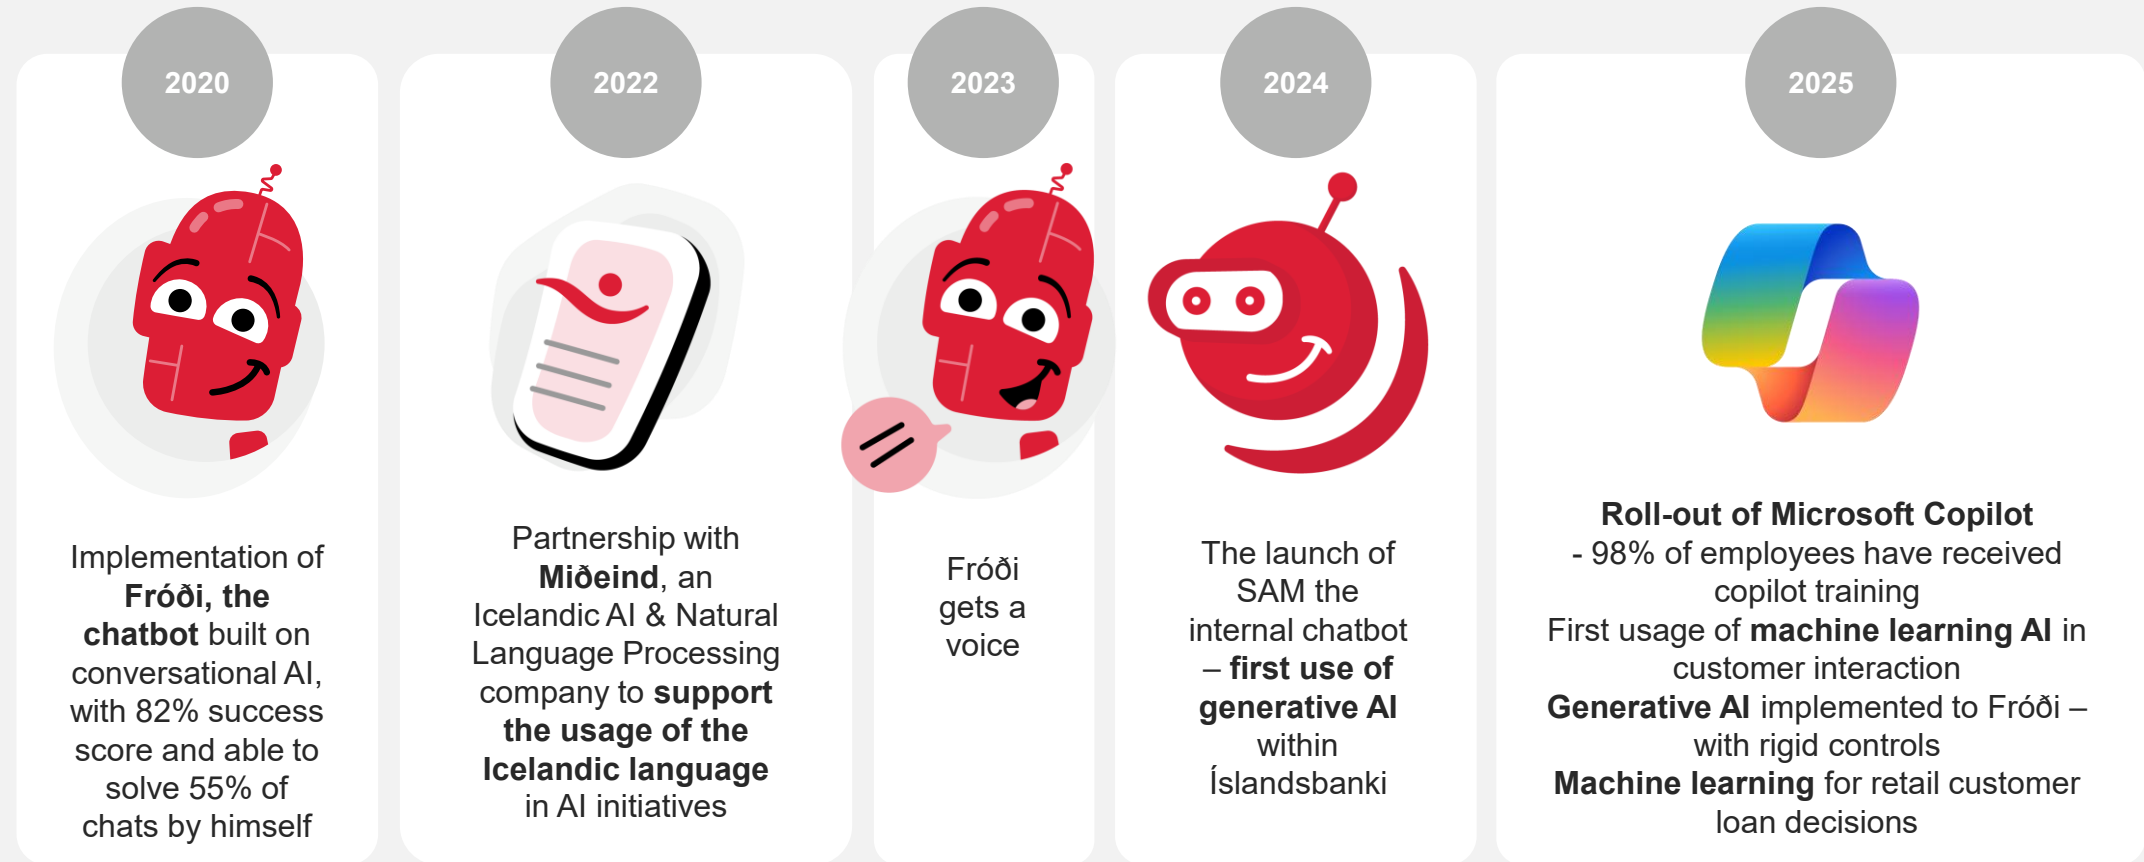 2020
Implementation of
Fróði, the
chatbot built on
conversational AI,
with 82% success
score and able to
solve 55% of
chats by himself
2022
Partnership with
Miðeind, an
Icelandic AI & Natural
Language Processing
company to support
the usage of the
Icelandic language
in AI initiatives
2023
Fróði
gets a
voice
2024
The launch of
SAM the
internal chatbot
– first use of
generative AI
within
Íslandsbanki
2025
Roll-out of Microsoft Copilot
- 98% of employees have received
copilot training
First usage of machine learning AI in
customer interaction
Generative AI implemented to Fróði –
with rigid controls
Machine learning for retail customer
loan decisions